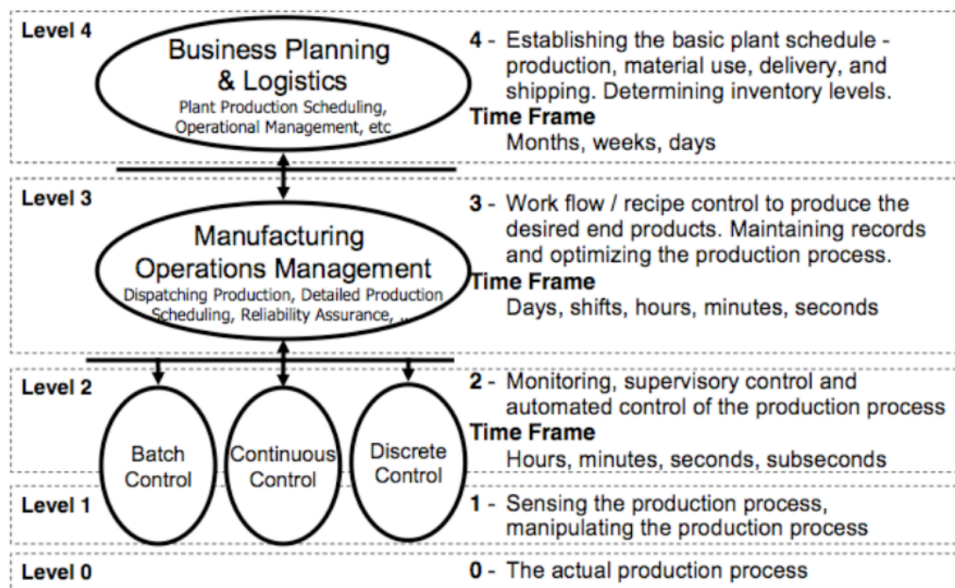 Level 4
Business Planning
& Logistics
Plant Production Scheduling,
Operational Management, etc
4 - Establishing the basic plant schedule -
production, material use, delivery, and
shipping. Determining inventory levels.
Time Frame
Months, weeks, days
Level 3
Manufacturing
Operations Management
Dispatching Production, Detailed Production
Scheduling, Reliability Assurance, ...
3 - Work flow / recipe control to produce the
desired end products. Maintaining records
and optimizing the production process.
Time Frame
Days, shifts, hours, minutes, seconds
Level 2
Batch
Control
Continuous
Control
Discrete
Control
2 - Monitoring, supervisory control and
automated control of the production process
Time Frame
Hours, minutes, seconds, subseconds
Level 1
1 - Sensing the production process,
manipulating the production process
Level 0
0 - The actual production process